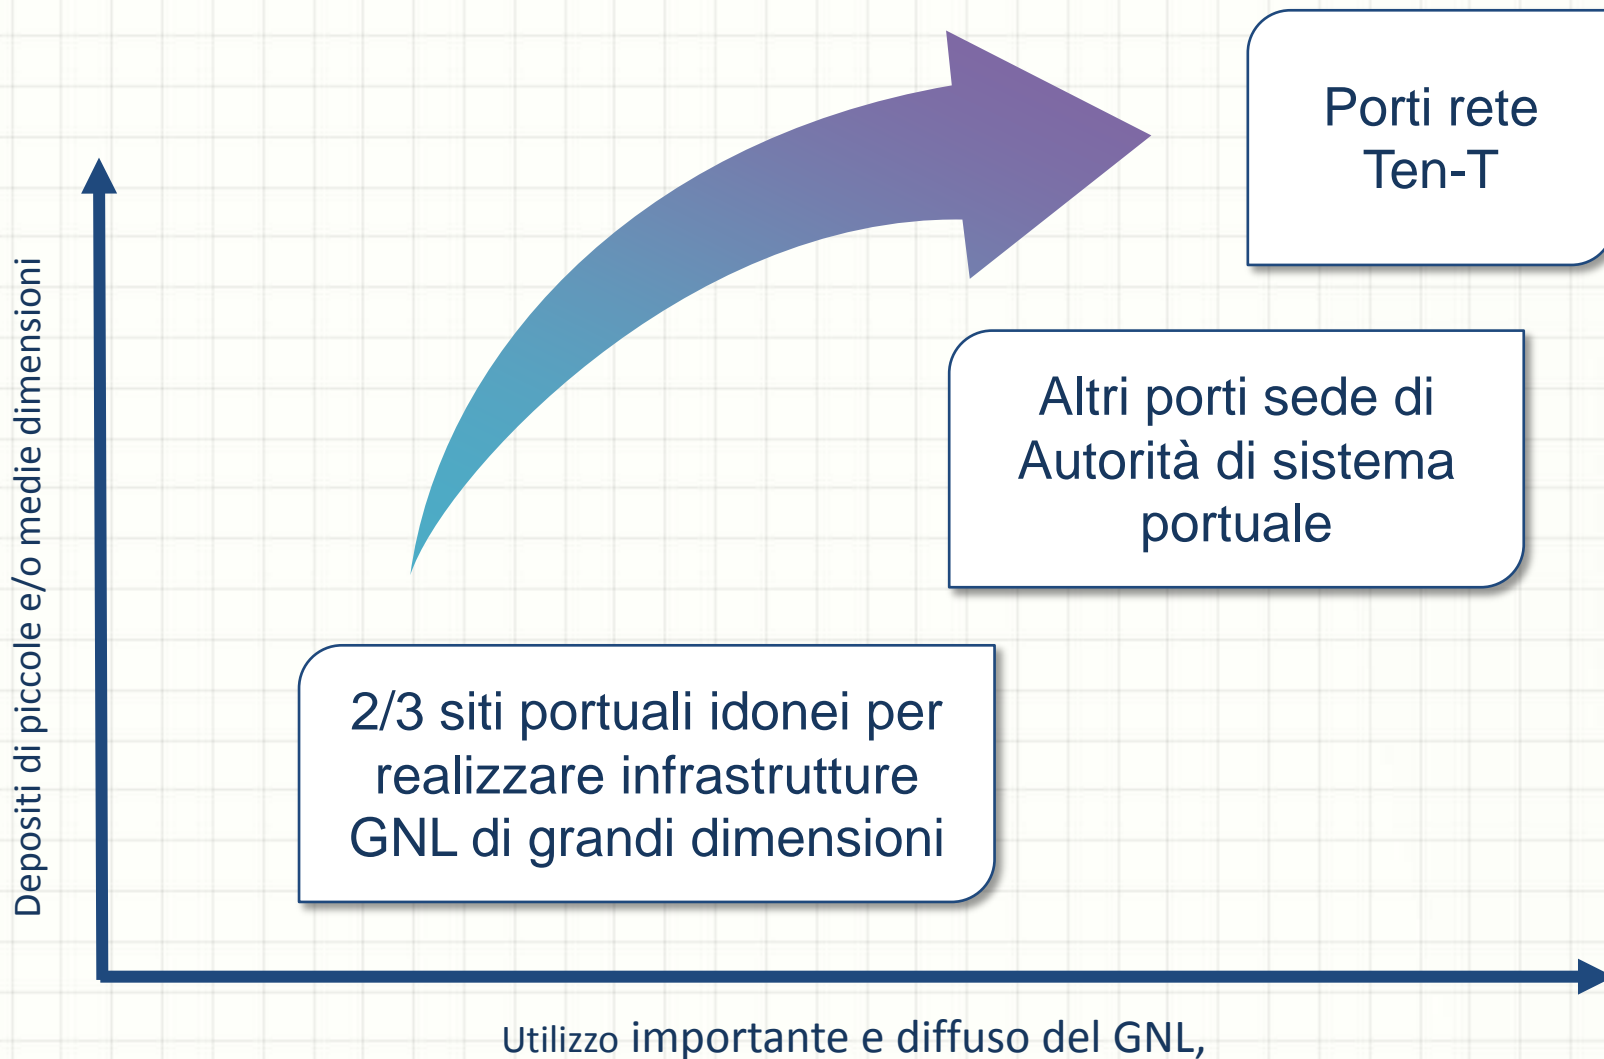 Porti rete
Ten-T
Altri porti sede di
Autorità di sistema
portuale
2/3 siti portuali idonei per
realizzare infrastrutture
GNL di grandi dimensioni
Depositi di piccole e/o medie dimensioni
Utilizzo importante e diffuso del GNL,